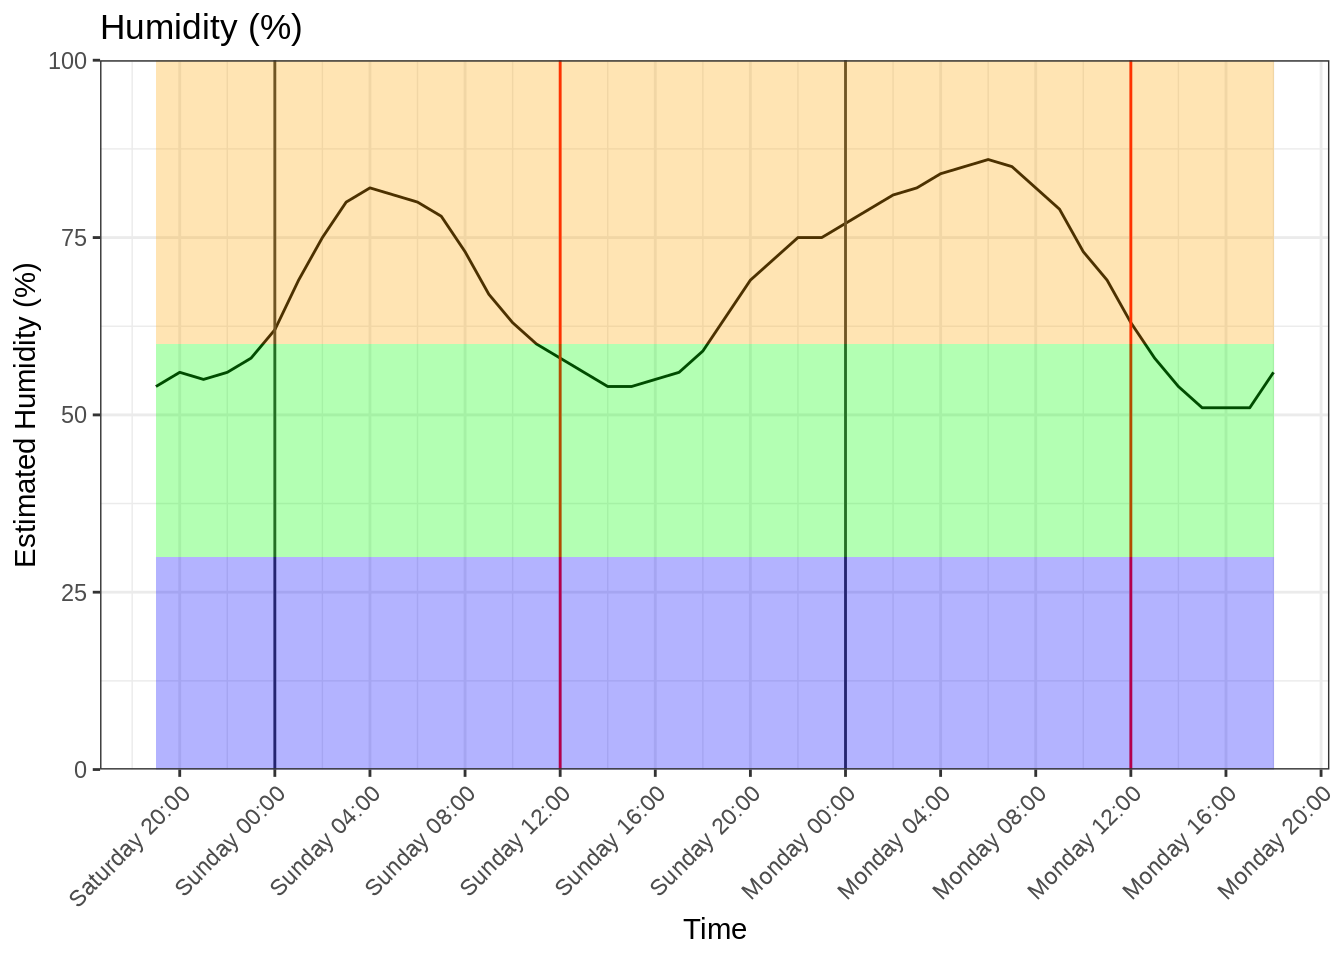 Humidity (%)
100
75
50
25
0
Estimated Humidity (%)
Saturday 20:00
Sunday 00:00
Sunday 04:00
Sunday 08:00
Sunday 12:00
Sunday 16:00
Sunday 20:00
Monday 00:00
Monday 04:00
Monday 08:00
Monday 12:00
Monday 16:00
Monday 20:00
Time